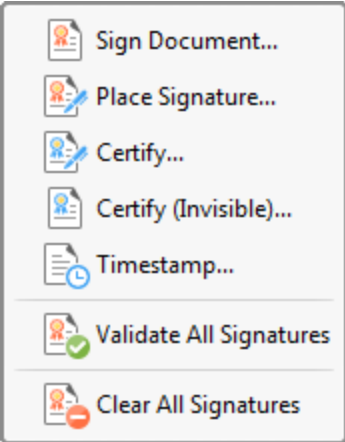 Sign Document...
Place Signature...
Certify...
Certify (Invisible)...
Timestamp...
Validate All Signatures
Clear All Signatures